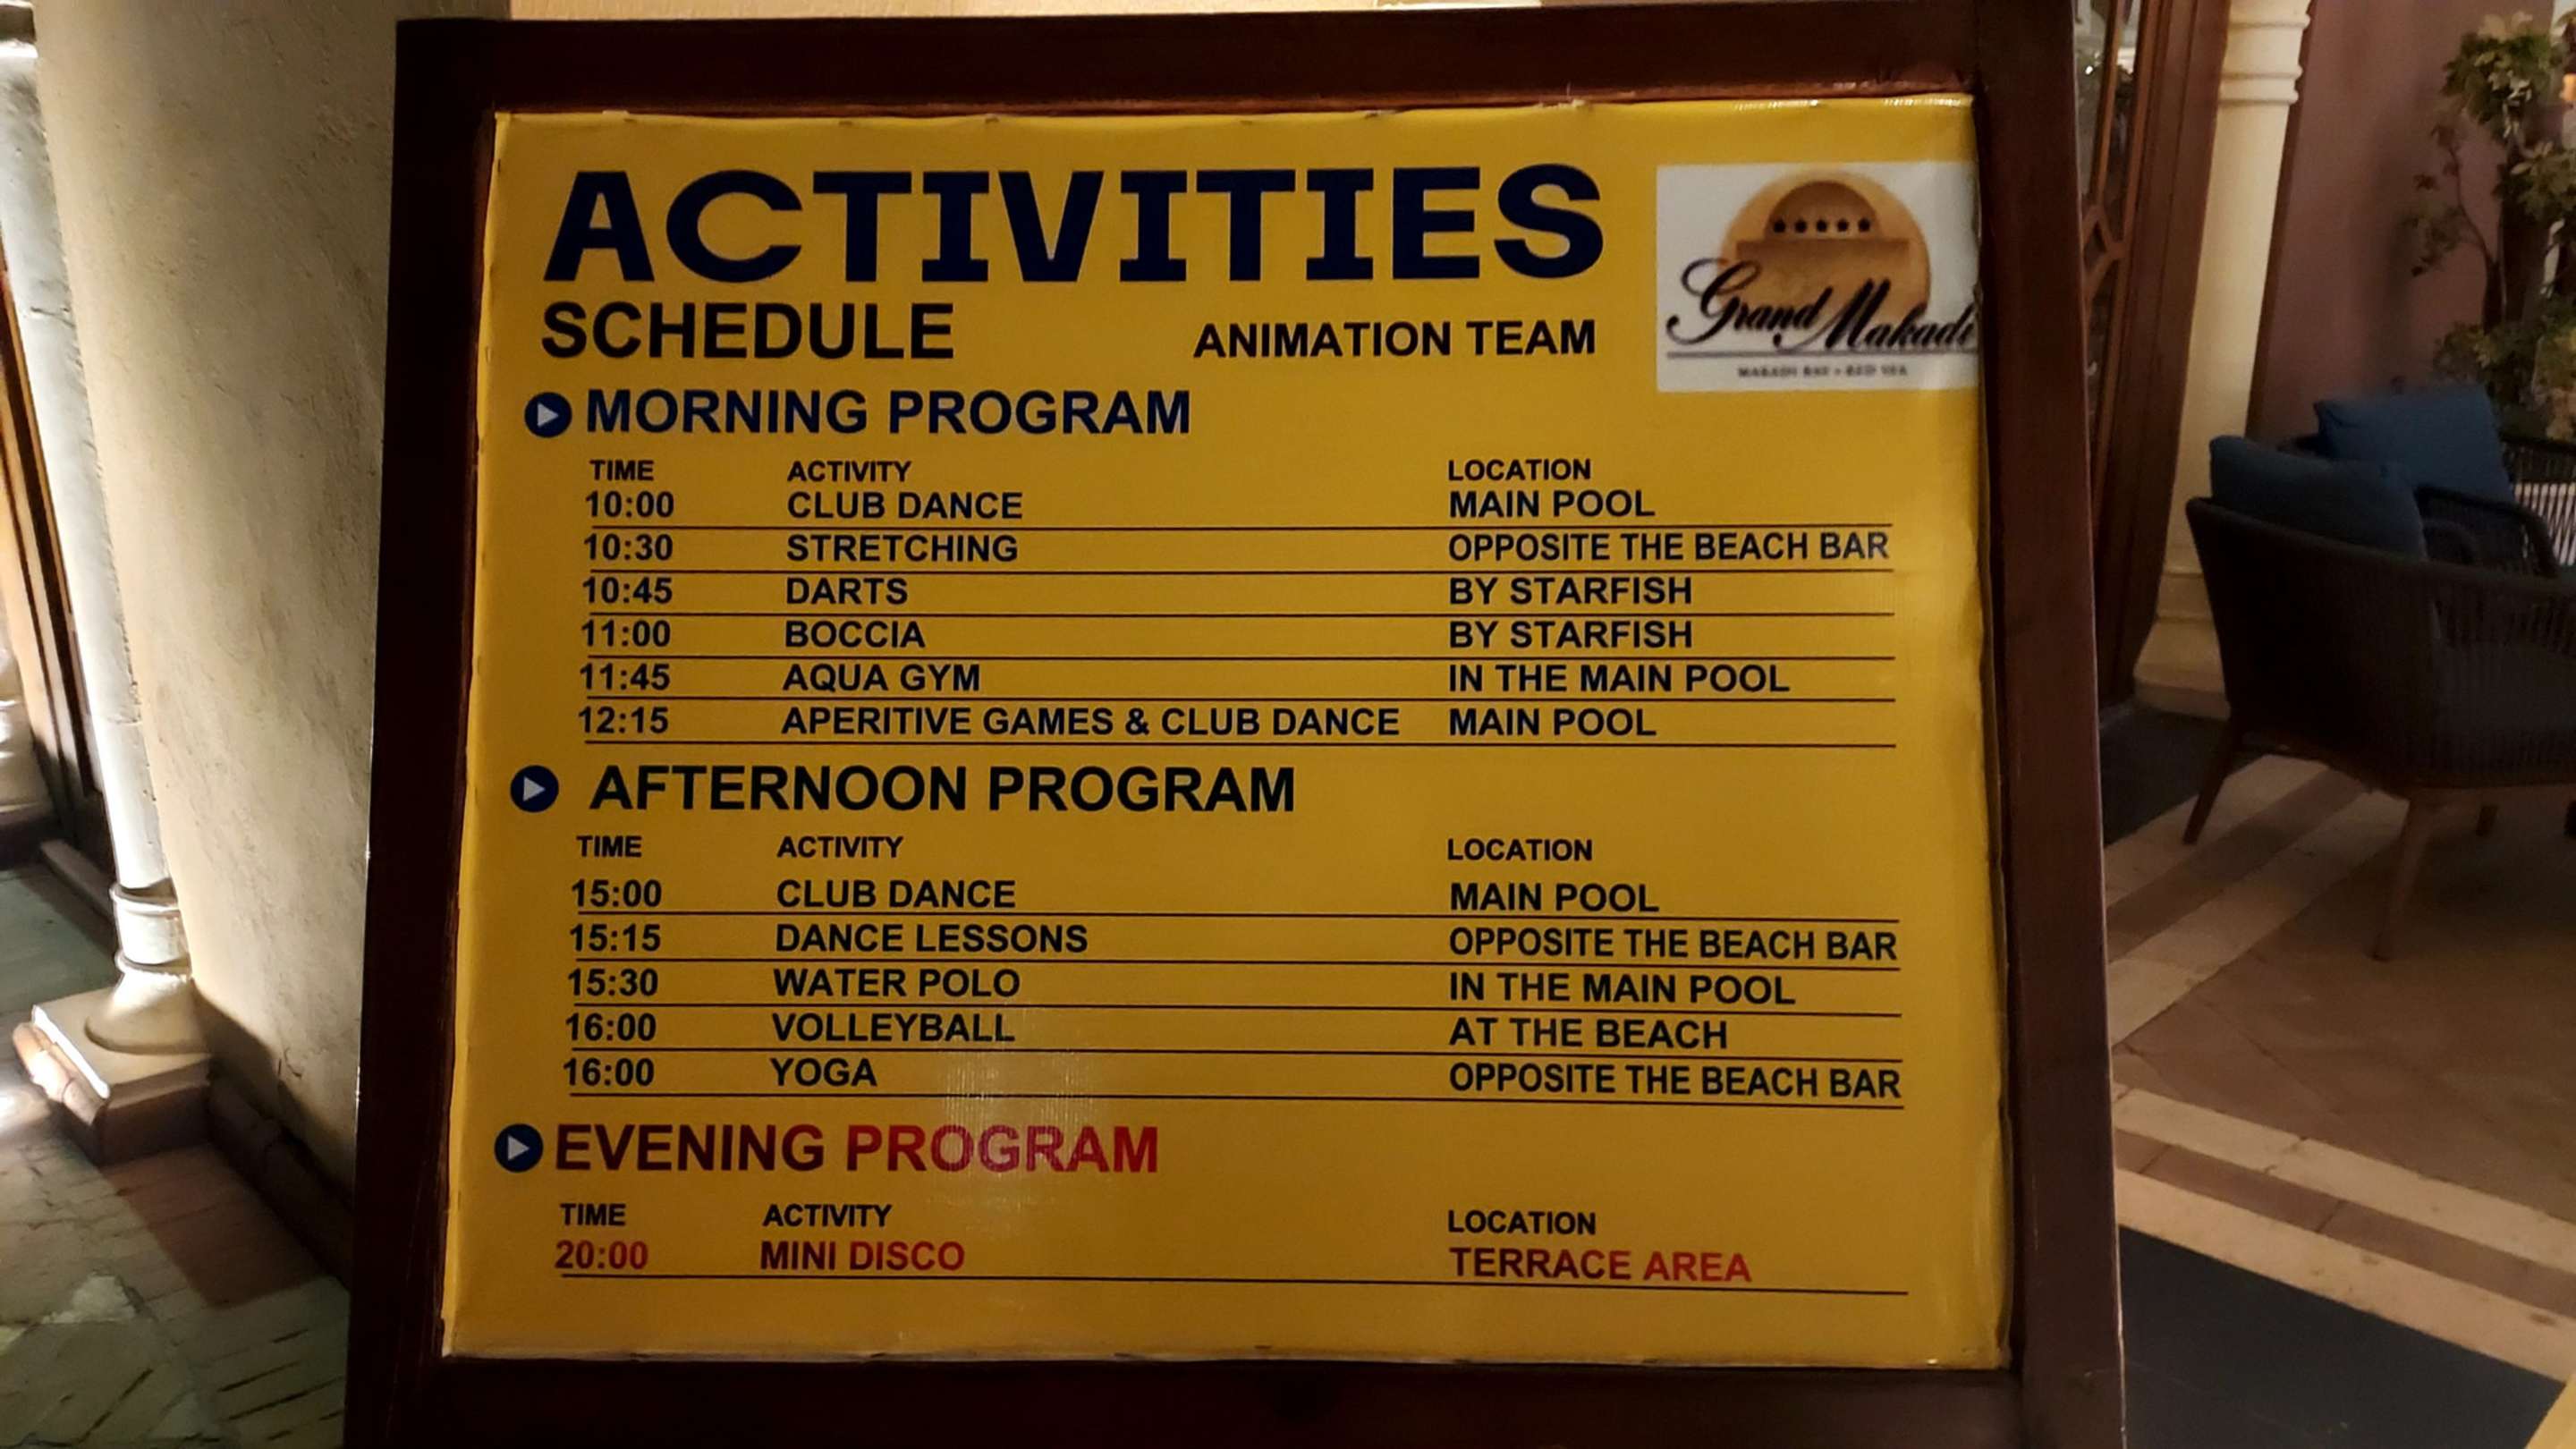 ACTIVITIES
SCHEDULE ANIMATION TEAM
Grand Makadi
MAKADI BAY • RED SEA
MORNING PROGRAM
TIME ACTIVITY LOCATION
10:00 CLUB DANCE MAIN POOL
10:30 STRETCHING OPPOSITE THE BEACH BAR
10:45 DARTS BY STARFISH
11:00 BOCCIA BY STARFISH
11:45 AQUA GYM IN THE MAIN POOL
12:15 APERITIVE GAMES & CLUB DANCE MAIN POOL
AFTERNOON PROGRAM
TIME ACTIVITY LOCATION
15:00 CLUB DANCE MAIN POOL
15:15 DANCE LESSONS OPPOSITE THE BEACH BAR
15:30 WATER POLO IN THE MAIN POOL
16:00 VOLLEYBALL AT THE BEACH
16:00 YOGA OPPOSITE THE BEACH BAR
EVENING PROGRAM
TIME ACTIVITY LOCATION
20:00 MINI DISCO TERRACE AREA